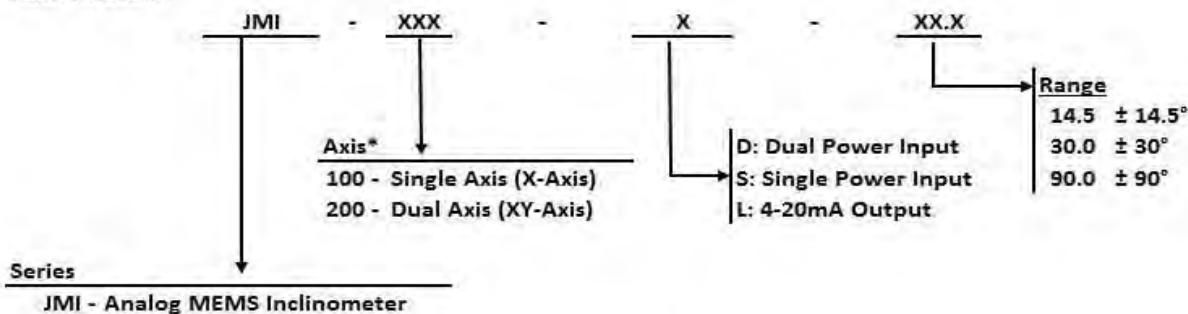 JMI - XXX - X - XX.X
Range
14.5 ± 14.5°
30.0 ± 30°
90.0 ± 90°
Axis*
100 - Single Axis (X-Axis)
200 - Dual Axis (XY-Axis)
D: Dual Power Input
S: Single Power Input
L: 4-20mA Output
Series
JMI - Analog MEMS Inclinometer